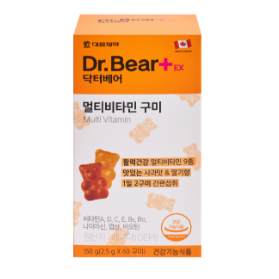 대웅제약
Dr.Bear+ EX
닥터베어
멀티비타민 구미
Multi Vitamin
활력건강 멀티비타민 9종
맛있는 사과맛 & 딸기향
1일 2구미 간편섭취
비타민A, D, C, E, B₆, B₁₂,
나이아신, 엽산, 비오틴
150 g(2.5 g X 60 구미)
건강기능식품